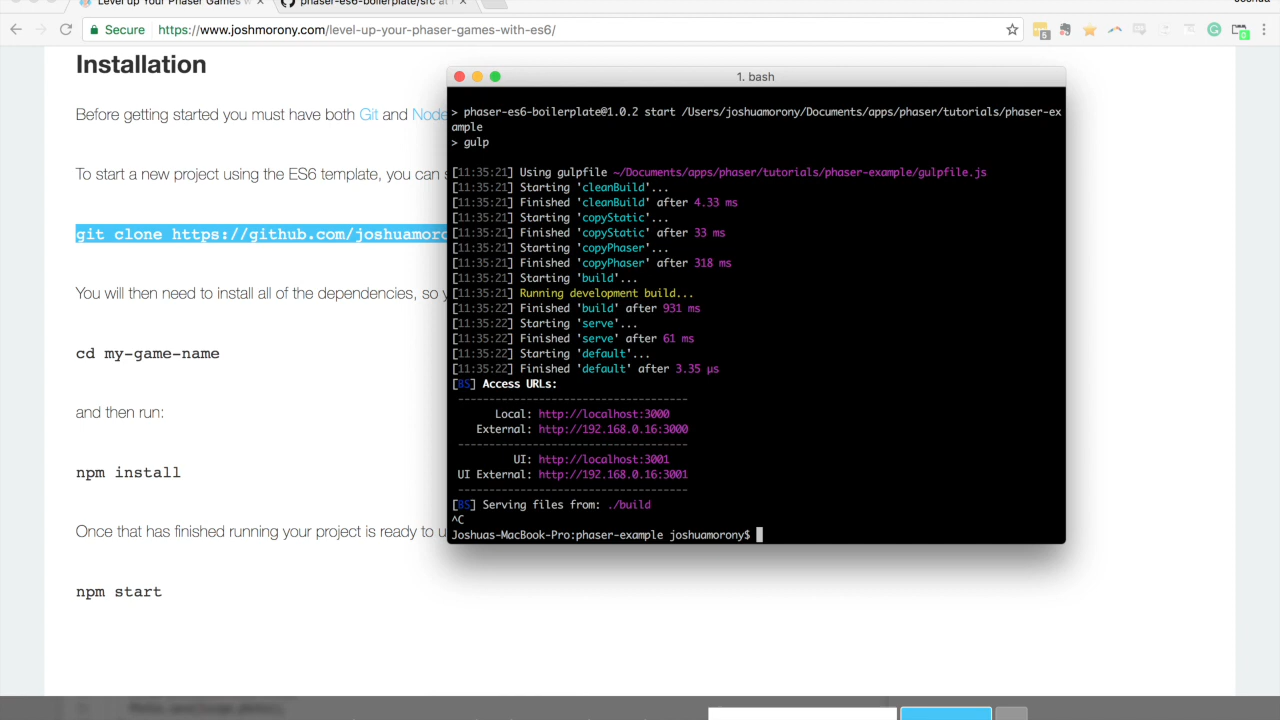 Level up Your Phaser Games w
phaser-es6-boilerplate/src at
Joshua
Secure https://www.joshmorony.com/level-up-your-phaser-games-with-es6/
Installation
Before getting started you must have both Git and Node
To start a new project using the ES6 template, you can s
git clone https://github.com/joshuamoro
You will then need to install all of the dependencies, so y
cd my-game-name
and then run:
npm install
Once that has finished running your project is ready to u
npm start
1. bash
> phaser-es6-boilerplate@1.0.2 start /Users/joshuamorony/Documents/apps/phaser/tutorials/phaser-ex
ample
> gulp
[11:35:21] Using gulpfile ~/Documents/apps/phaser/tutorials/phaser-example/gulpfile.js
[11:35:21] Starting 'cleanBuild'...
[11:35:21] Finished 'cleanBuild' after 4.33 ms
[11:35:21] Starting 'copyStatic'...
[11:35:21] Finished 'copyStatic' after 33 ms
[11:35:21] Starting 'copyPhaser'...
[11:35:21] Finished 'copyPhaser' after 318 ms
[11:35:21] Starting 'build'...
[11:35:21] Running development build...
[11:35:22] Finished 'build' after 931 ms
[11:35:22] Starting 'serve'...
[11:35:22] Finished 'serve' after 61 ms
[11:35:22] Starting 'default'...
[11:35:22] Finished 'default' after 3.35 μs
[BS] Access URLs:
-------------------------------------
Local: http://localhost:3000
External: http://192.168.0.16:3000
-------------------------------------
UI: http://localhost:3001
UI External: http://192.168.0.16:3001
-------------------------------------
[BS] Serving files from: ./build
^C
Joshuas-MacBook-Pro:phaser-example joshuamorony$